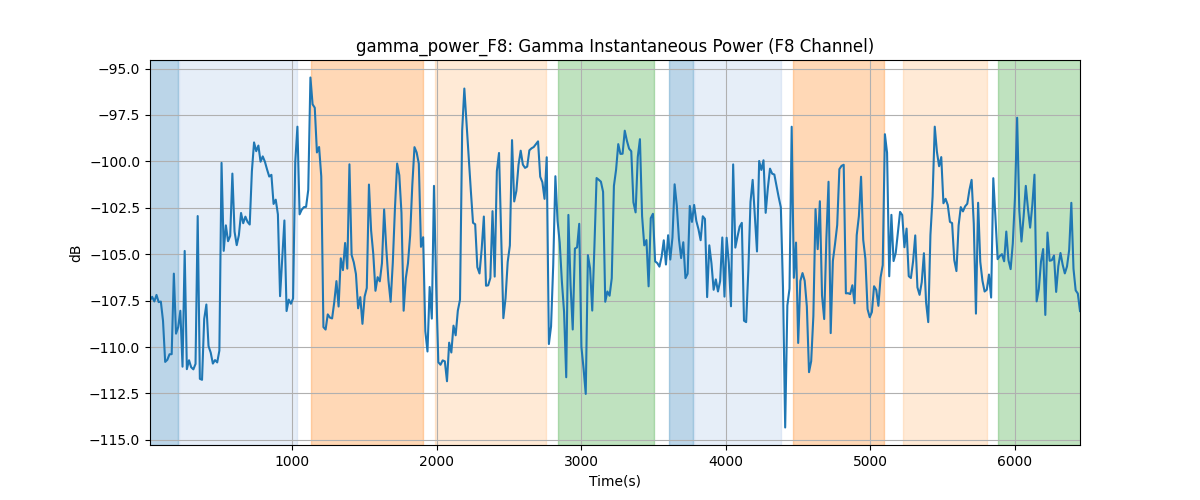 gamma_power_F8: Gamma Instantaneous Power (F8 Channel)
dB
−95.0
−97.5
−100.0
−102.5
−105.0
−107.5
−110.0
−112.5
−115.0
1000 2000 3000 4000 5000 6000
Time(s)